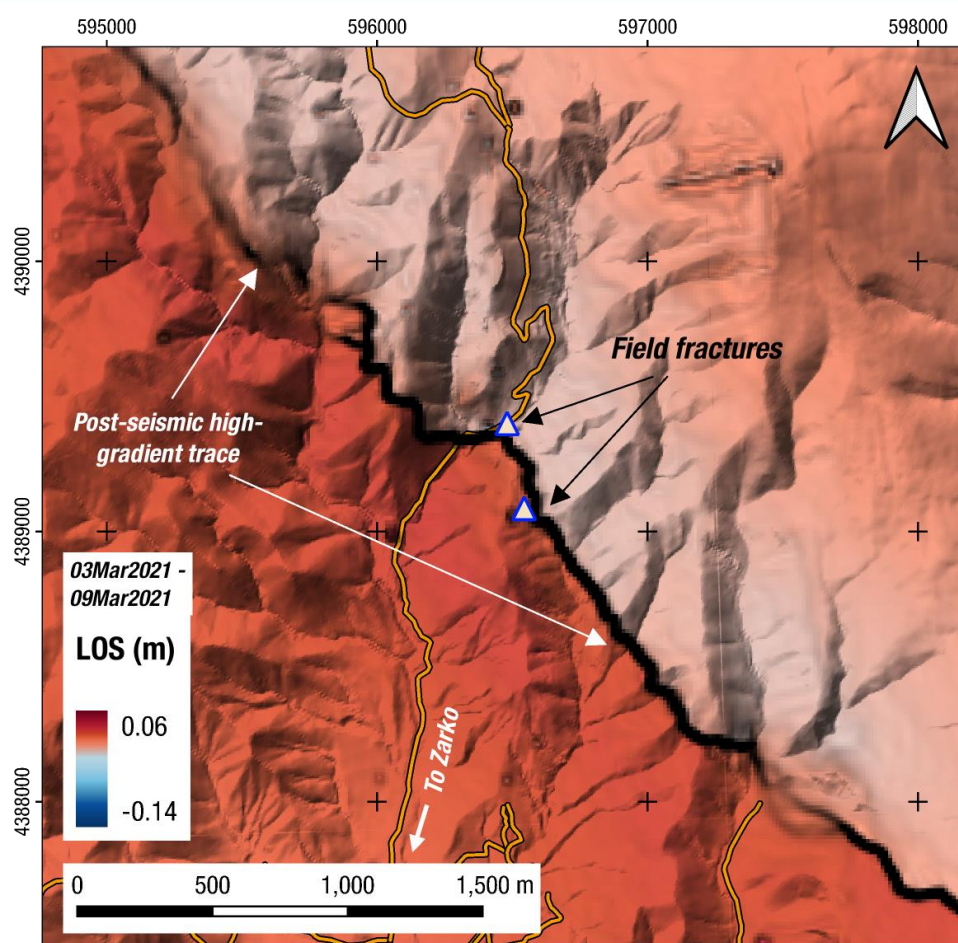 595000
596000
597000
598000
4390000
4389000
4388000
Field fractures
Post-seismic high-
gradient trace
03Mar2021 -
09Mar2021
LOS (m)
0.06
-0.14
To Zarko
0
500
1,000
1,500 m